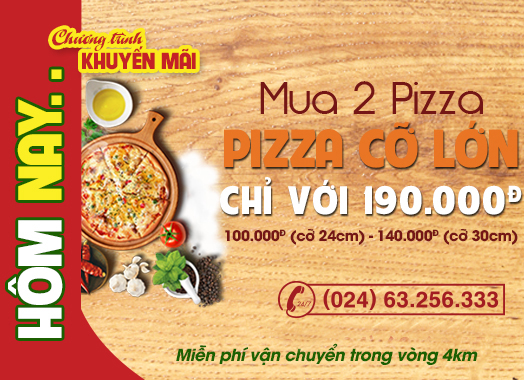 Chương trình
KHUYẾN MÃI
HÔM NAY..
Mua 2 Pizza
PIZZA CỠ LỚN
CHỈ VỚI 190.000Đ
100.000Đ (cỡ 24cm) - 140.000Đ (cỡ 30cm)
24/7 (024) 63.256.333
Miễn phí vận chuyển trong vòng 4km